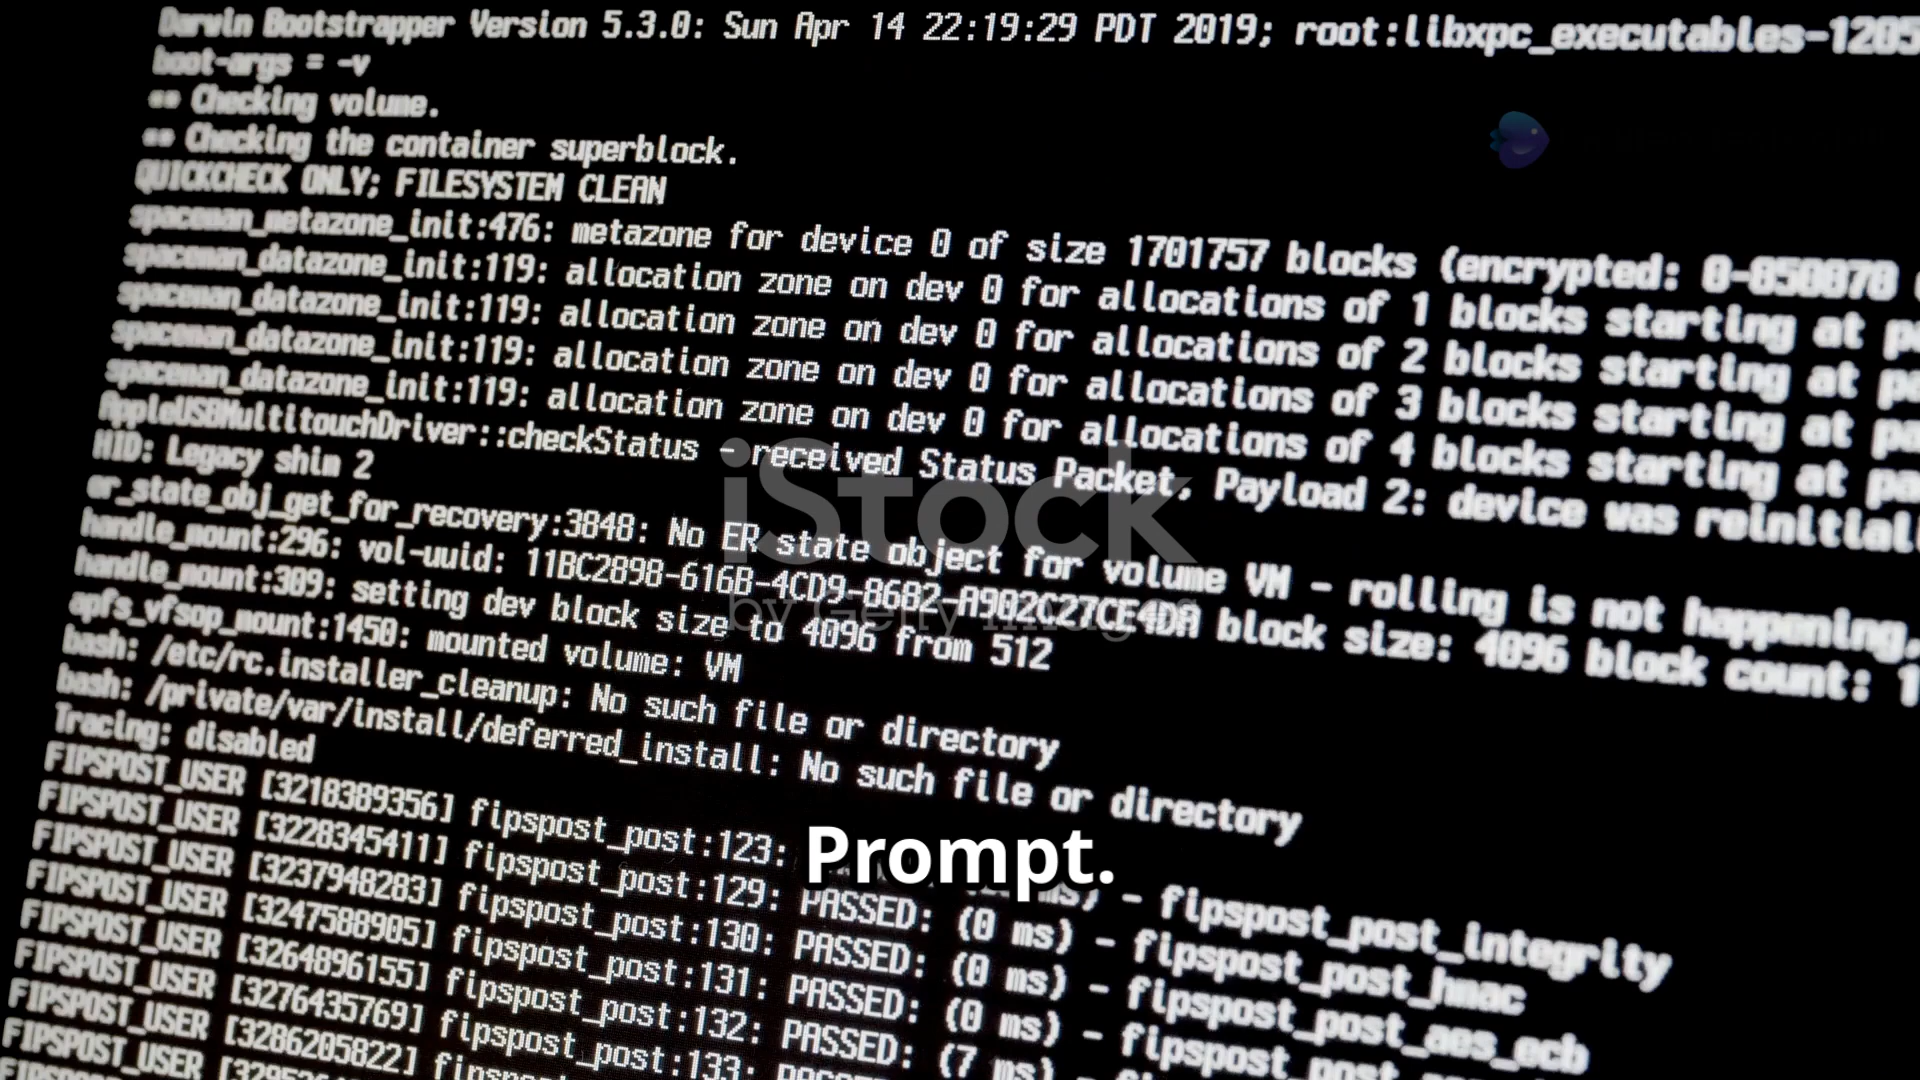 Darwin Bootstrapper Version 5.3.0: Sun Apr 14 22:19:29 PDT 2019; root:libxpc_executables-1205
boot-args = -v
** Checking volume.
** Checking the container superblock.
QUICKCHECK ONLY; FILESYSTEM CLEAN
spaceman_metazone_init:476: metazone for device 0 of size 1701757 blocks (encrypted: 0-850878
spaceman_datazone_init:119: allocation zone on dev 0 for allocations of 1 blocks starting at
spaceman_datazone_init:119: allocation zone on dev 0 for allocations of 2 blocks starting at
spaceman_datazone_init:119: allocation zone on dev 0 for allocations of 3 blocks starting at
spaceman_datazone_init:119: allocation zone on dev 0 for allocations of 4 blocks starting at
AppleUSBMultitouchDriver::checkStatus - received Status Packet, Payload 2: device was reinitiali
HID: Legacy shim 2
er_state_obj_get_for_recovery:3848: No ER state object for volume VM - rolling is not happening,
handle_mount:296: vol-uuid: 11BC2898-616B-4CD9-8682-A902C27CE4DA block size: 4096 block count: 1
handle_mount:309: setting dev block size to 4096 from 512
apfs_vfsop_mount:1450: mounted volume: VM
bash: /etc/rc.installer_cleanup: No such file or directory
bash: /private/var/install/deferred_install: No such file or directory
Tracing: disabled
FIPSPOST_USER [3218389356] fipspost_post:123:
FIPSPOST_USER [3228345411] fipspost_post:129: PASSED: ms) - fipspost_post_integrity
FIPSPOST_USER [3237948283] fipspost_post:130: PASSED: (0 ms) - fipspost_post_hmac
FIPSPOST_USER [3247588905] fipspost_post:131: PASSED: (0 ms) - fipspost_post_aes_ecb
FIPSPOST_USER [3264896155] fipspost_post:132: PASSED: (0 ms) - fipspost
FIPSPOST_USER [3276435769] fipspost_post:133: (7 ms)
FIPSPOST_USER [3286205822]
FIPSPOST_USER
iStock
by Getty Images
Prompt.